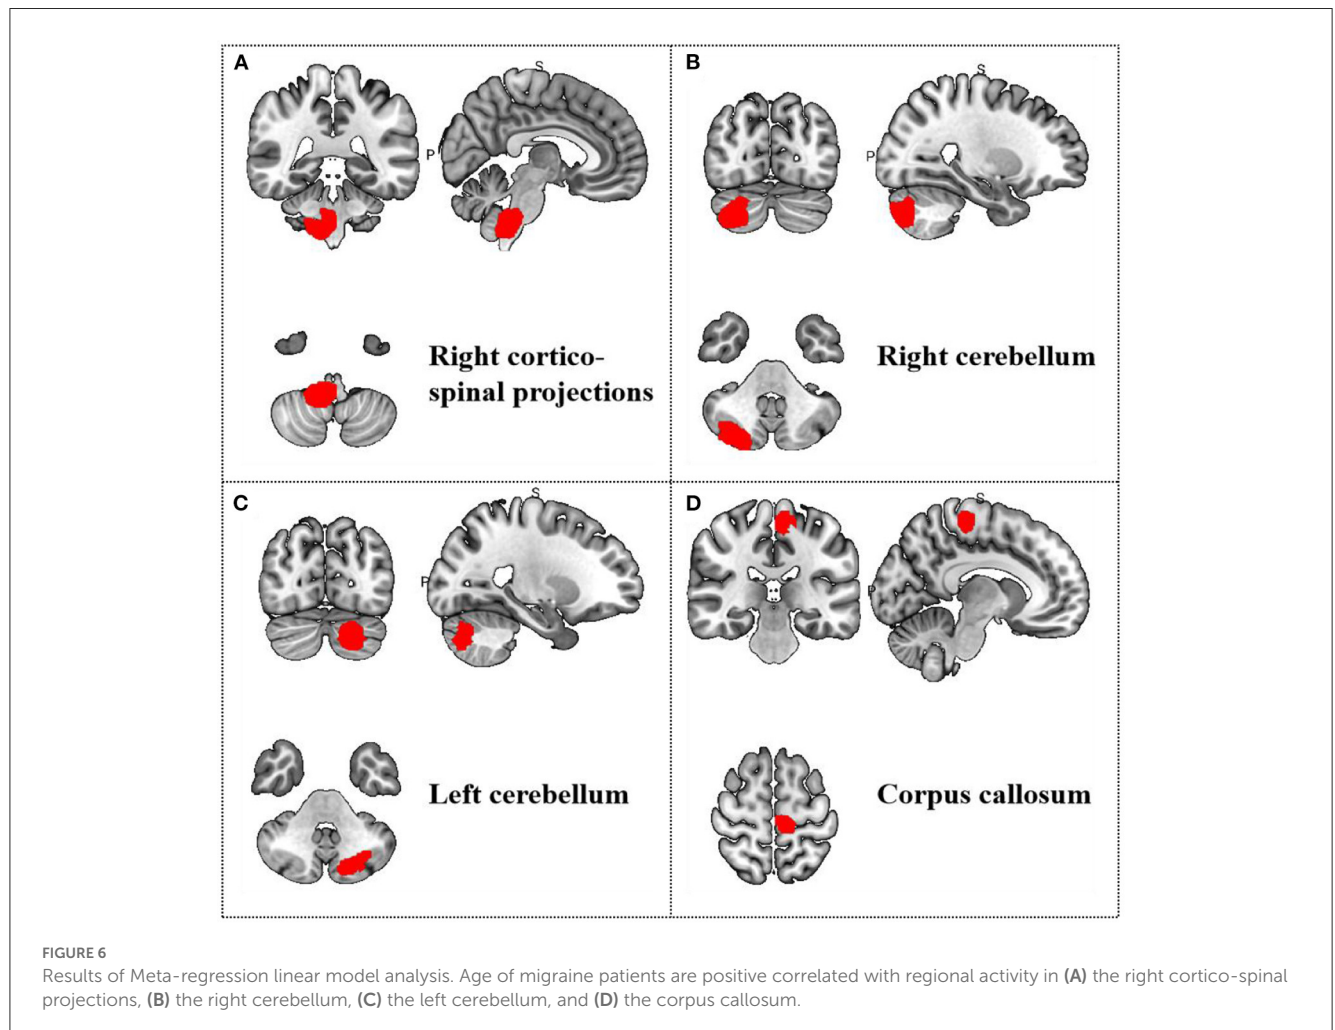 A
S
P
Right cortico-
spinal projections
B
S
P
Right cerebellum
C
S
P
Left cerebellum
D
S
P
Corpus callosum
FIGURE 6
Results of Meta-regression linear model analysis. Age of migraine patients are positive correlated with regional activity in (A) the right cortico-spinal
projections, (B) the right cerebellum, (C) the left cerebellum, and (D) the corpus callosum.